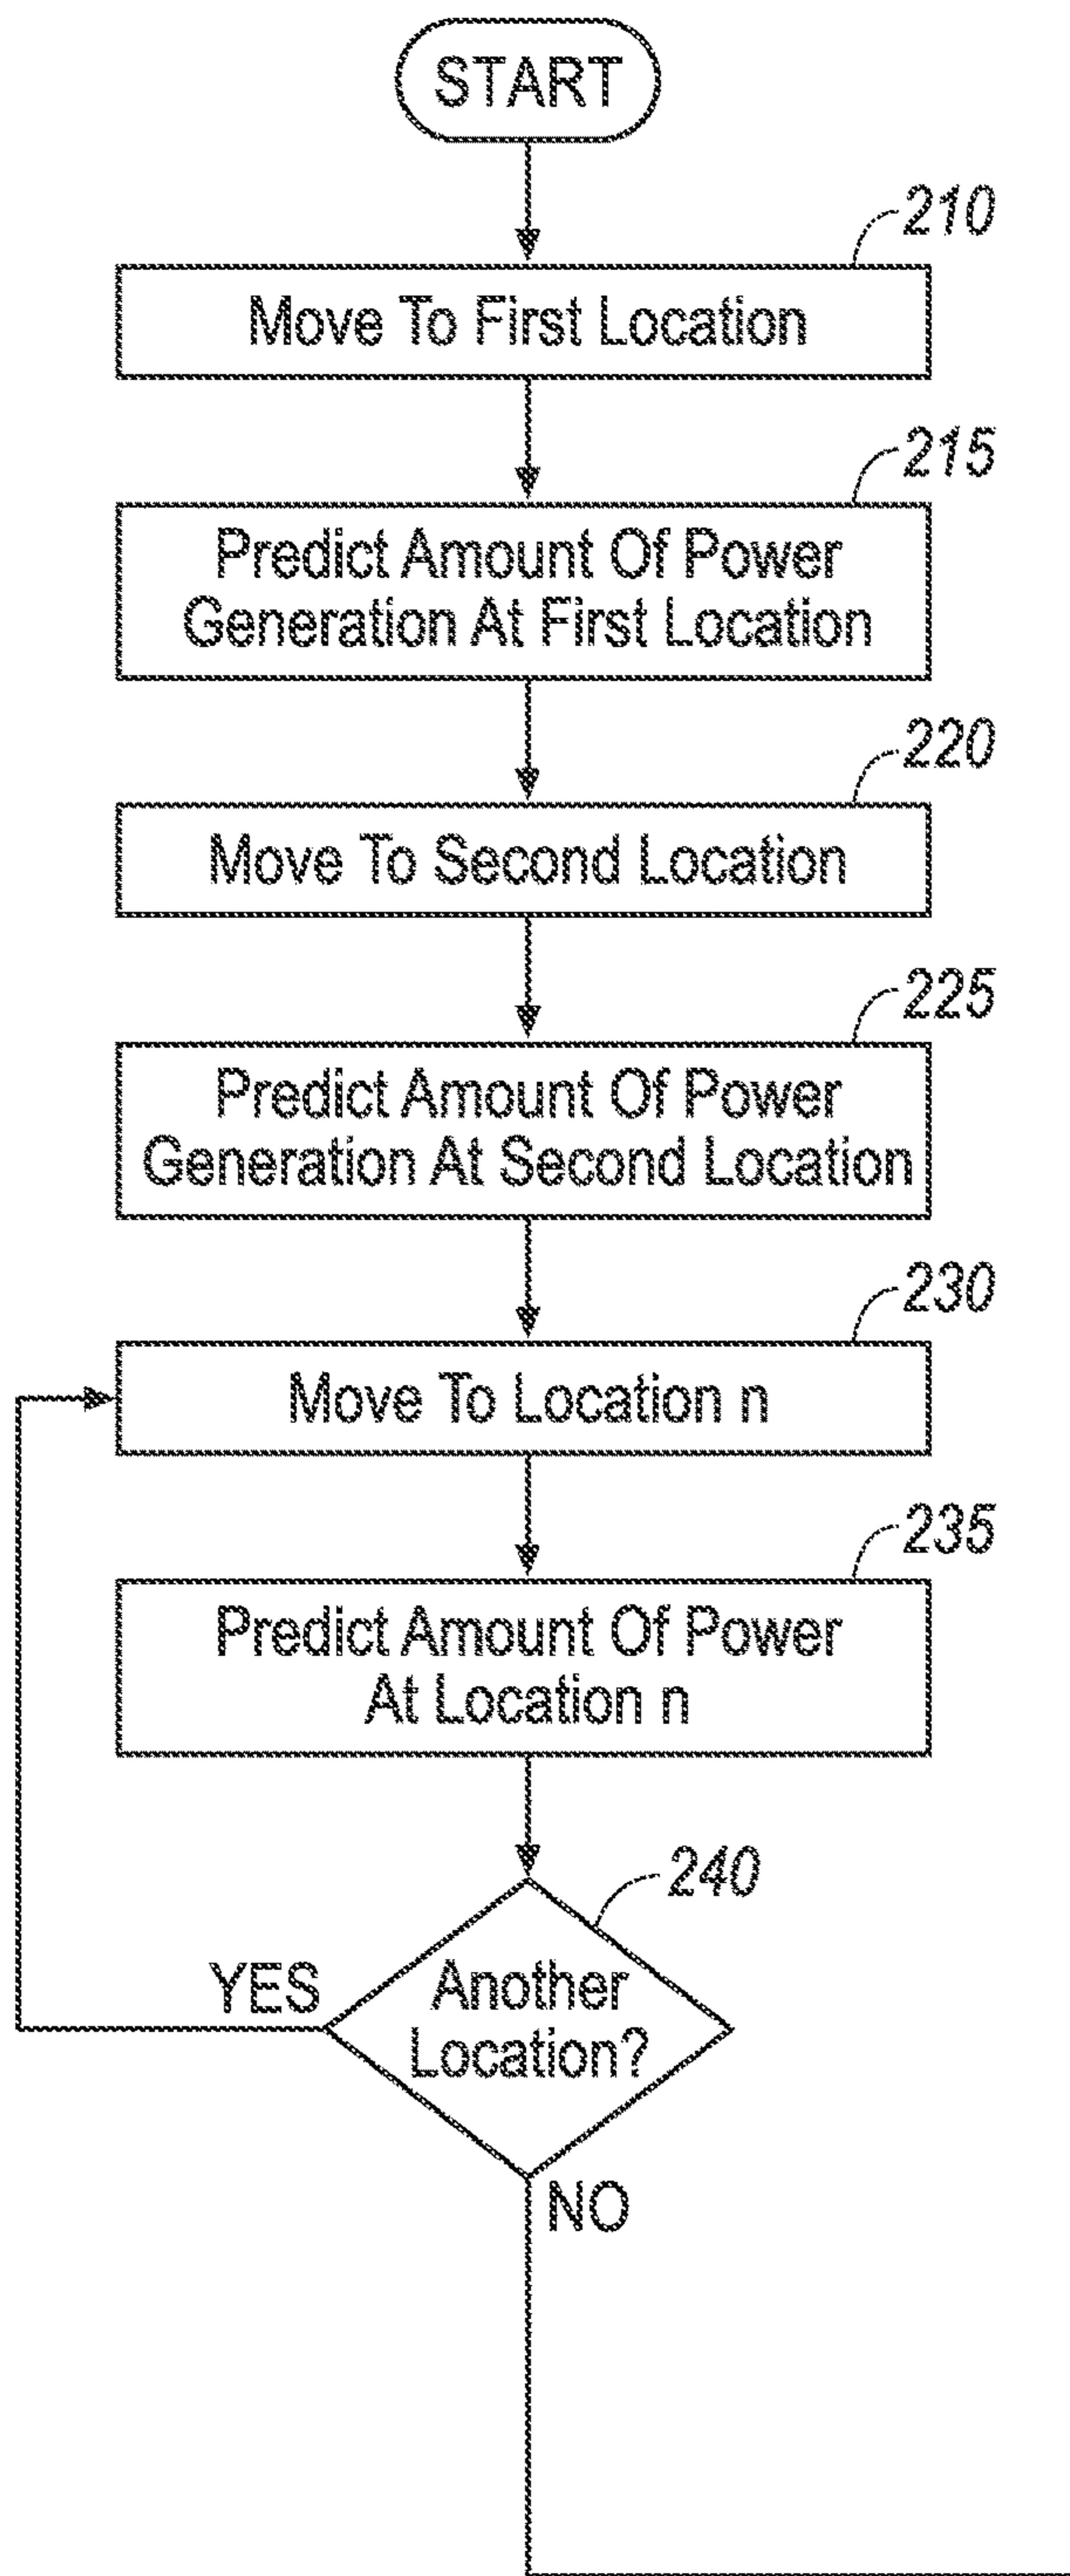 START
210
Move To First Location
215
Predict Amount Of Power
Generation At First Location
220
Move To Second Location
225
Predict Amount Of Power
Generation At Second Location
230
Move To Location n
235
Predict Amount Of Power
At Location n
240
Another
Location?
YES
NO